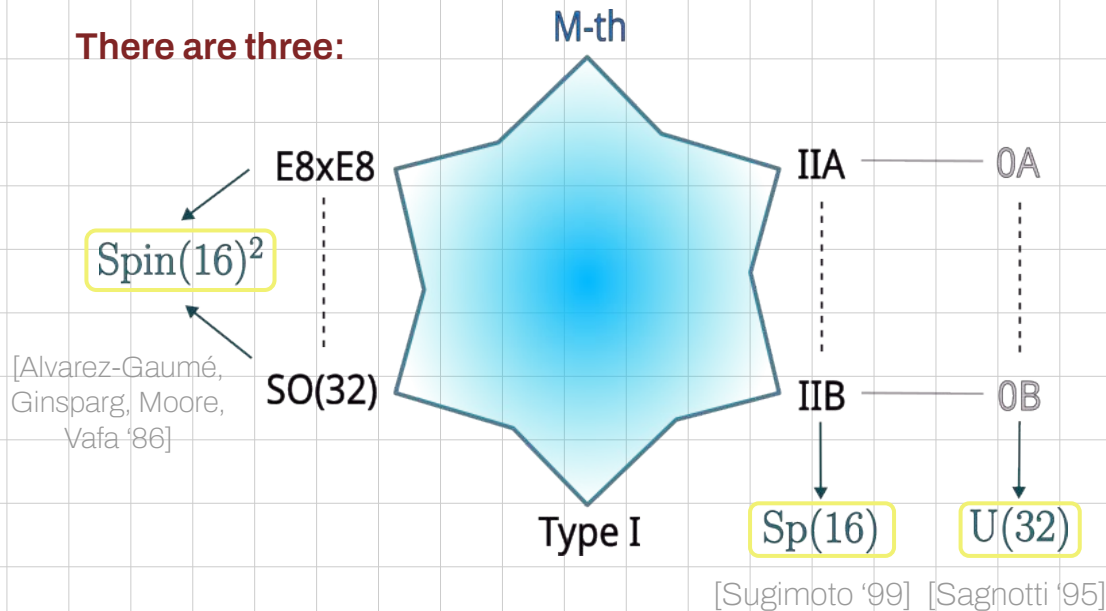 There are three:
M-th
E8xE8
IIA
0A
Spin(16)²
[Alvarez-Gaumé,
Ginsparg, Moore,
Vafa ‘86]
SO(32)
IIB
0B
Type I
Sp(16)
U(32)
[Sugimoto ‘99]
[Sagnotti ‘95]